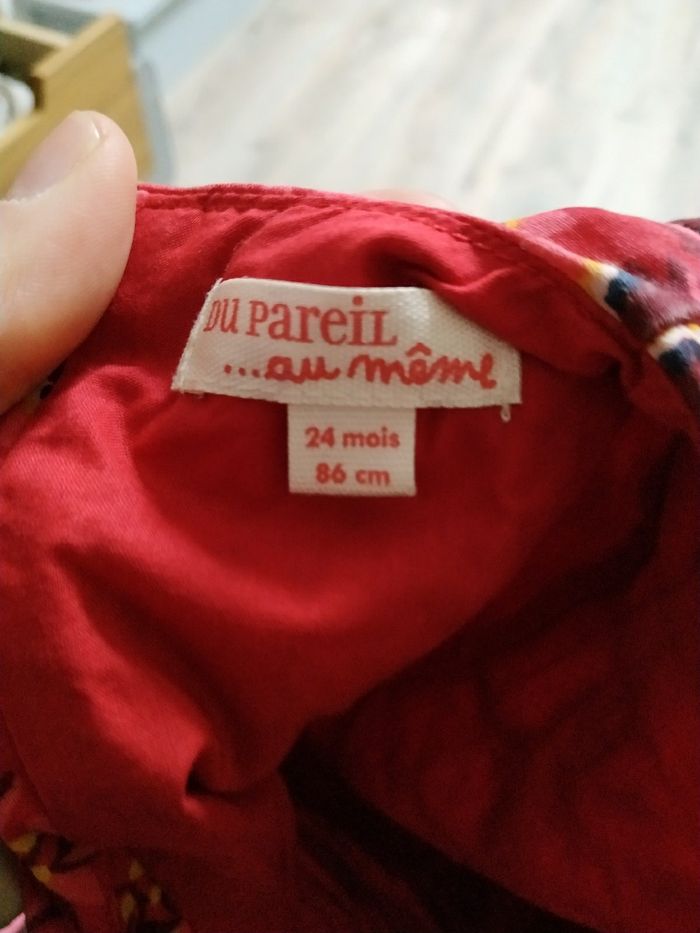 DU PAREIL
...au même
24 mois
86 cm